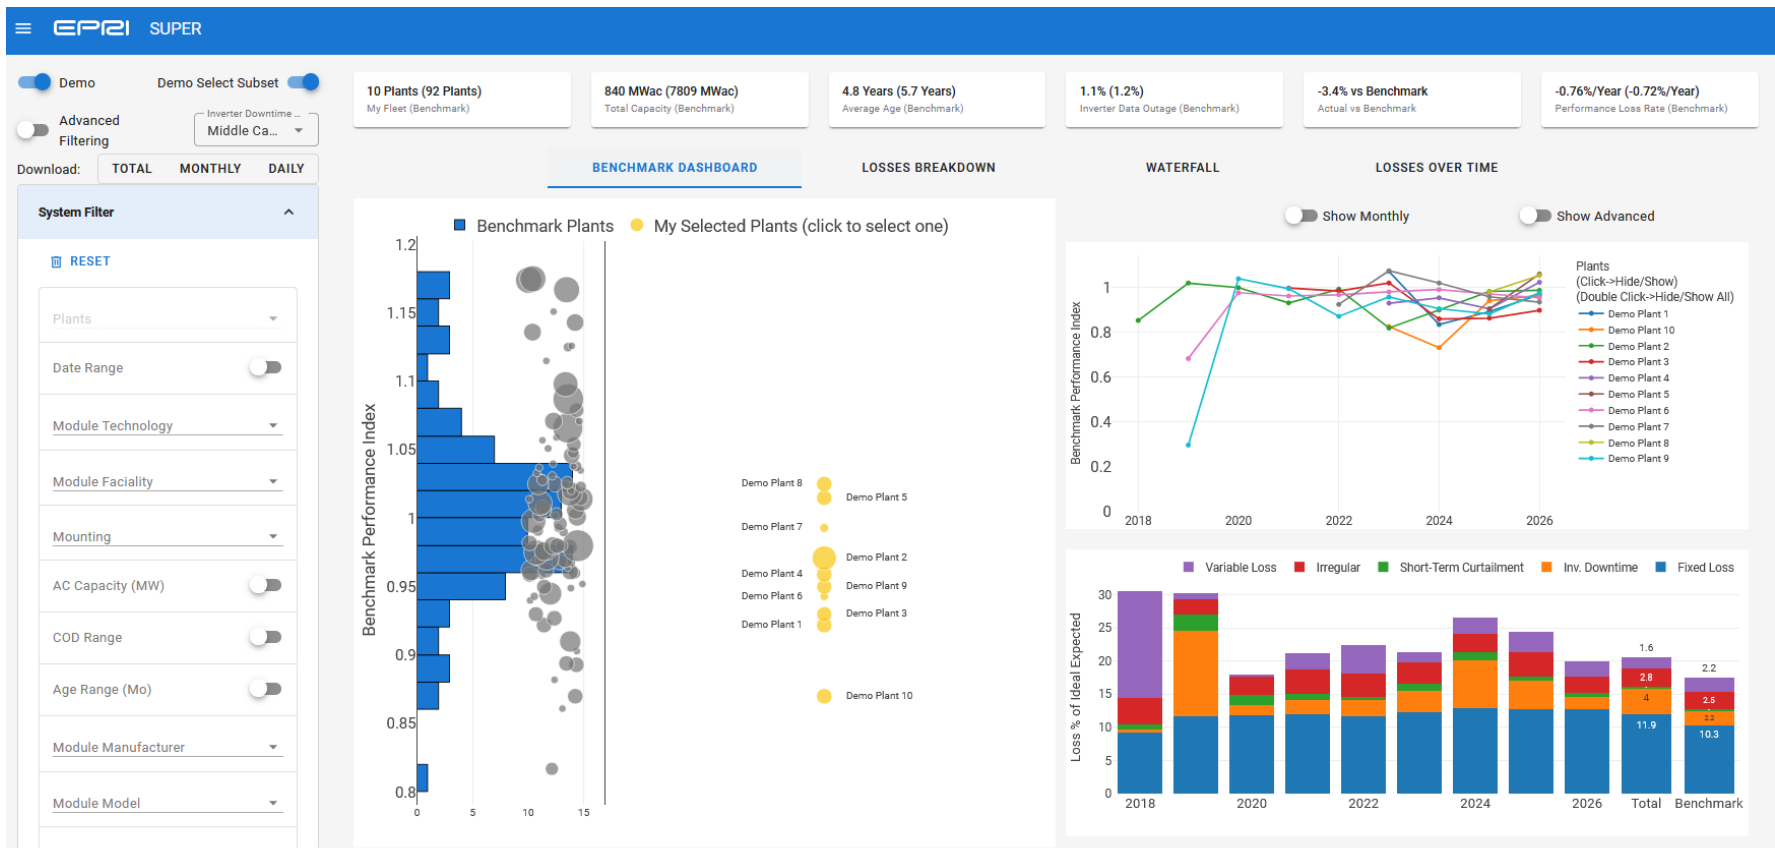 EPRI SUPER
Demo
Demo Select Subset
Advanced
Filtering
Inverter Downtime ...
Middle Ca...
Download:
TOTAL
MONTHLY
DAILY
System Filter
RESET
Plants
Date Range
Module Technology
Module Faciality
Mounting
AC Capacity (MW)
COD Range
Age Range (Mo)
Module Manufacturer
Module Model
10 Plants (92 Plants)
My Fleet (Benchmark)
840 MWac (7809 MWac)
Total Capacity (Benchmark)
4.8 Years (5.7 Years)
Average Age (Benchmark)
1.1% (1.2%)
Inverter Data Outage (Benchmark)
-3.4% vs Benchmark
Actual vs Benchmark
-0.76%/Year (-0.72%/Year)
Performance Loss Rate (Benchmark)
BENCHMARK DASHBOARD
LOSSES BREAKDOWN
WATERFALL
LOSSES OVER TIME
Benchmark Plants
My Selected Plants (click to select one)
Benchmark Performance Index
1.2
1.15
1.1
1.05
1
0.95
0.9
0.85
0.8
0
5
10
15
Demo Plant 8
Demo Plant 5
Demo Plant 7
Demo Plant 2
Demo Plant 4
Demo Plant 9
Demo Plant 6
Demo Plant 3
Demo Plant 1
Demo Plant 10
Show Monthly
Show Advanced
Benchmark Performance Index
1
0.8
0.6
0.4
0.2
0
2018
2020
2022
2024
2026
Plants
(Click->Hide/Show)
(Double Click->Hide/Show All)
Demo Plant 1
Demo Plant 10
Demo Plant 2
Demo Plant 3
Demo Plant 4
Demo Plant 5
Demo Plant 6
Demo Plant 7
Demo Plant 8
Demo Plant 9
Variable Loss
Irregular
Short-Term Curtailment
Inv. Downtime
Fixed Loss
Loss % of Ideal Expected
30
25
20
15
10
5
0
1.6
2.8
4
11.9
2.2
2.5
2.2
10.3
2018
2020
2022
2024
2026
Total
Benchmark